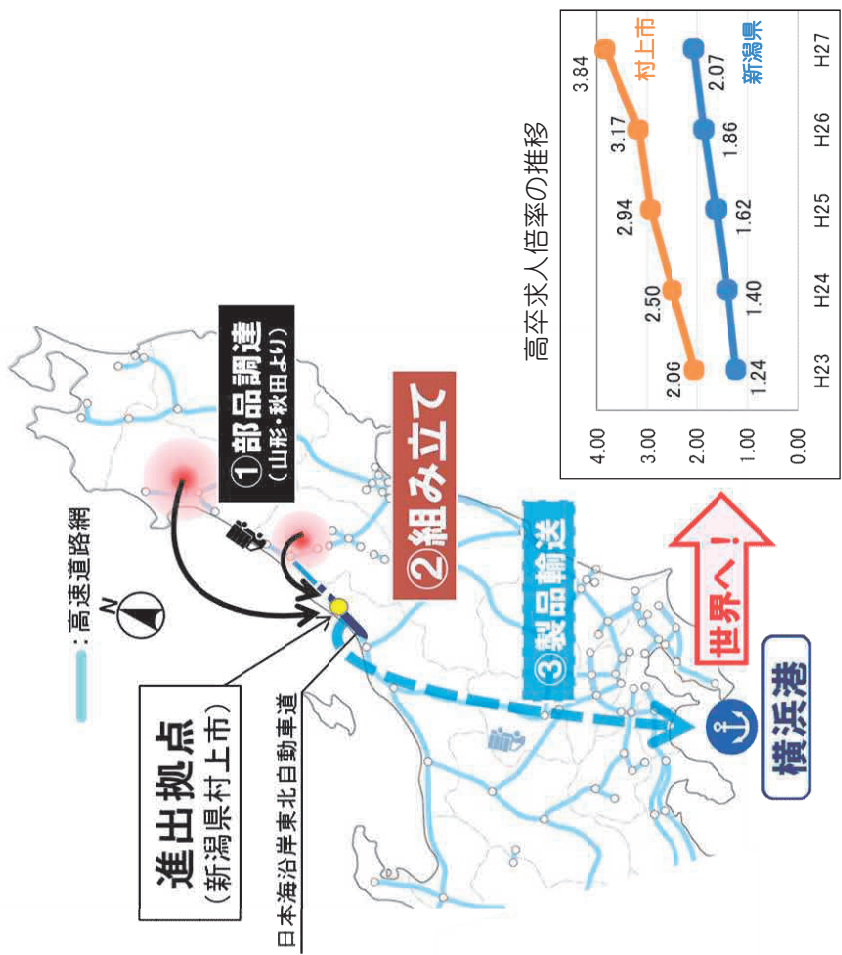 ：高速道路網
N
進出拠点
（新潟県村上市）
日本海沿岸東北自動車道
①部品調達
（山形・秋田より）
②組み立て
③製品輸送
世界へ！
横浜港
高卒求人倍率の推移
4.00
3.00
2.00
1.00
0.00
2.06
2.50
2.94
3.17
3.84
村上市
1.24
1.40
1.62
1.86
2.07
新潟県
H23
H24
H25
H26
H27